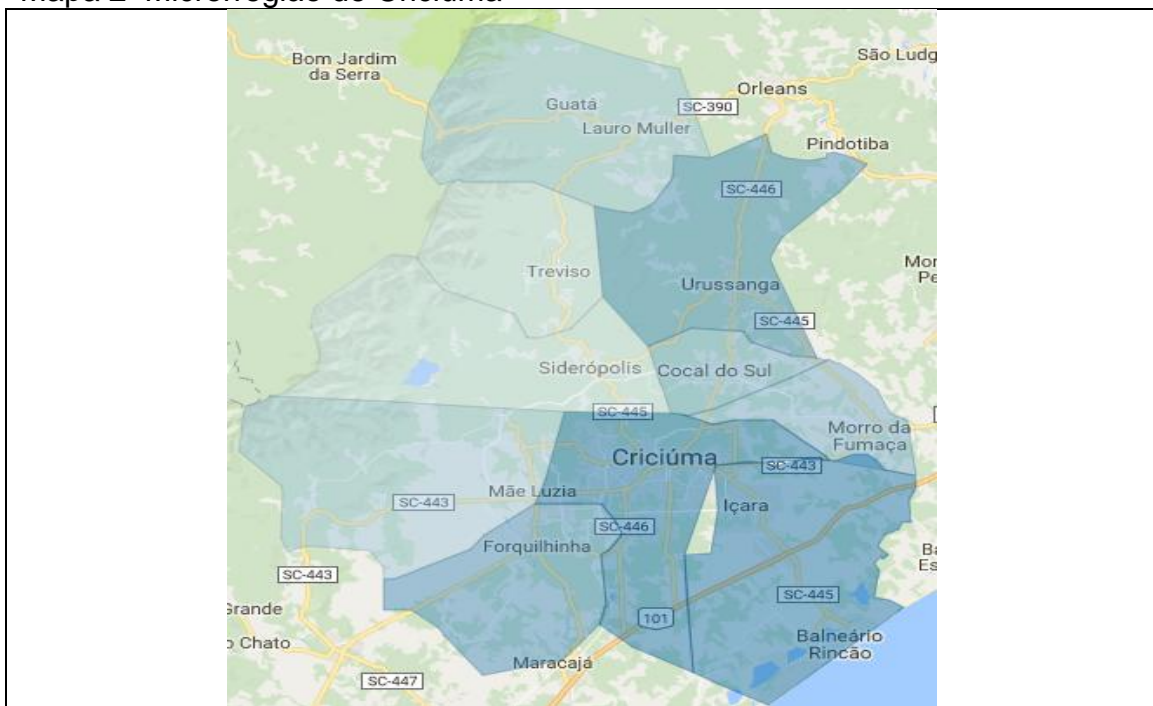 Mapa 2- Microrregião de Criciúma
Bom Jardim
da Serra
São Ludg
Orleans
Guatá
SC-390
Lauro Muller
Pindotiba
SC-446
Mor
Pe
Treviso
Urussanga
SC-445
Siderópolis
Cocal do Sul
SC-445
Morro da
Fumaça
Criciúma
SC-443
Mãe Luzia
SC-443
Içara
SC-446
Forquilhinha
Ba
Es
SC-443
SC-445
Grande
101
o Chato
Balneário
Rincão
Maracajá
SC-447